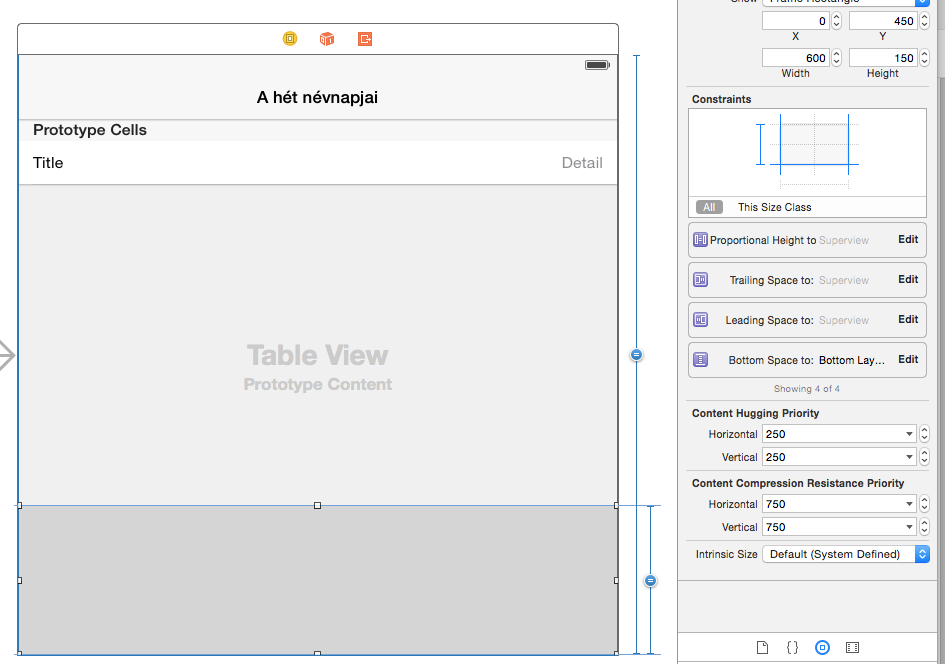 Show Frame Rectangle
0 450
X Y
600 150
Width Height
A hét névnapjai
Prototype Cells
Title Detail
Table View
Prototype Content
Constraints
All This Size Class
Proportional Height to Superview Edit
Trailing Space to: Superview Edit
Leading Space to: Superview Edit
Bottom Space to: Bottom Lay... Edit
Showing 4 of 4
Content Hugging Priority
Horizontal 250
Vertical 250
Content Compression Resistance Priority
Horizontal 750
Vertical 750
Intrinsic Size Default (System Defined)